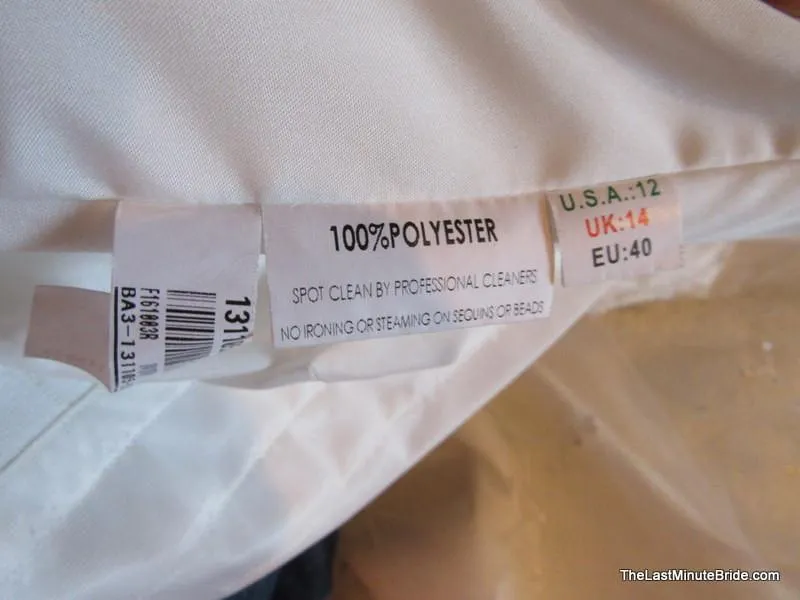 100%POLYESTER
SPOT CLEAN BY PROFESSIONAL CLEANERS
NO IRONING OR STEAMING ON SEQUINS OR BEADS
U.S.A.:12
UK:14
EU:40
F161003R
TheLastMinuteBride.com